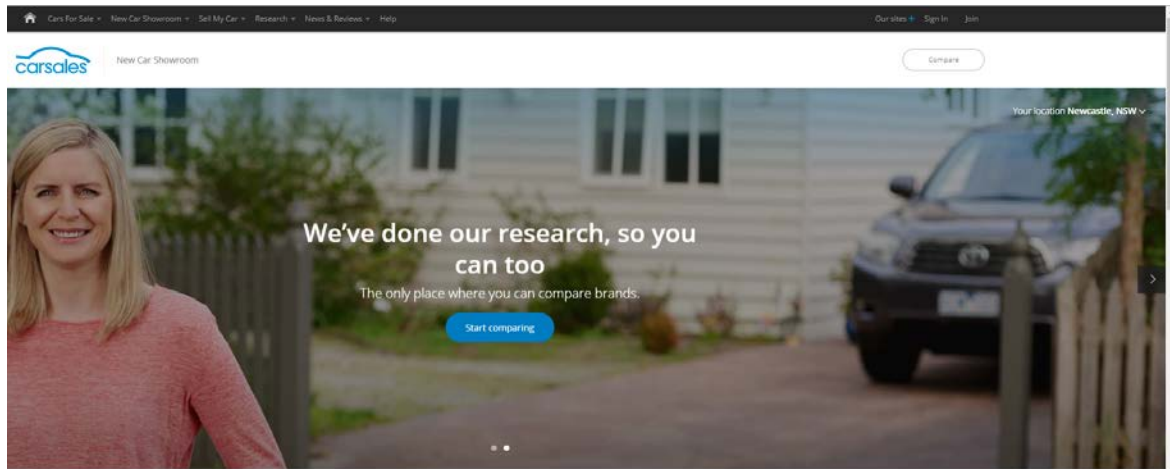 Cars For Sale New Car Showroom Sell My Car Research News & Reviews Help Our sites + Sign In Join
carsales New Car Showroom Compare
Your location Newcastle, NSW
We've done our research, so you
can too
The only place where you can compare brands.
Start comparing